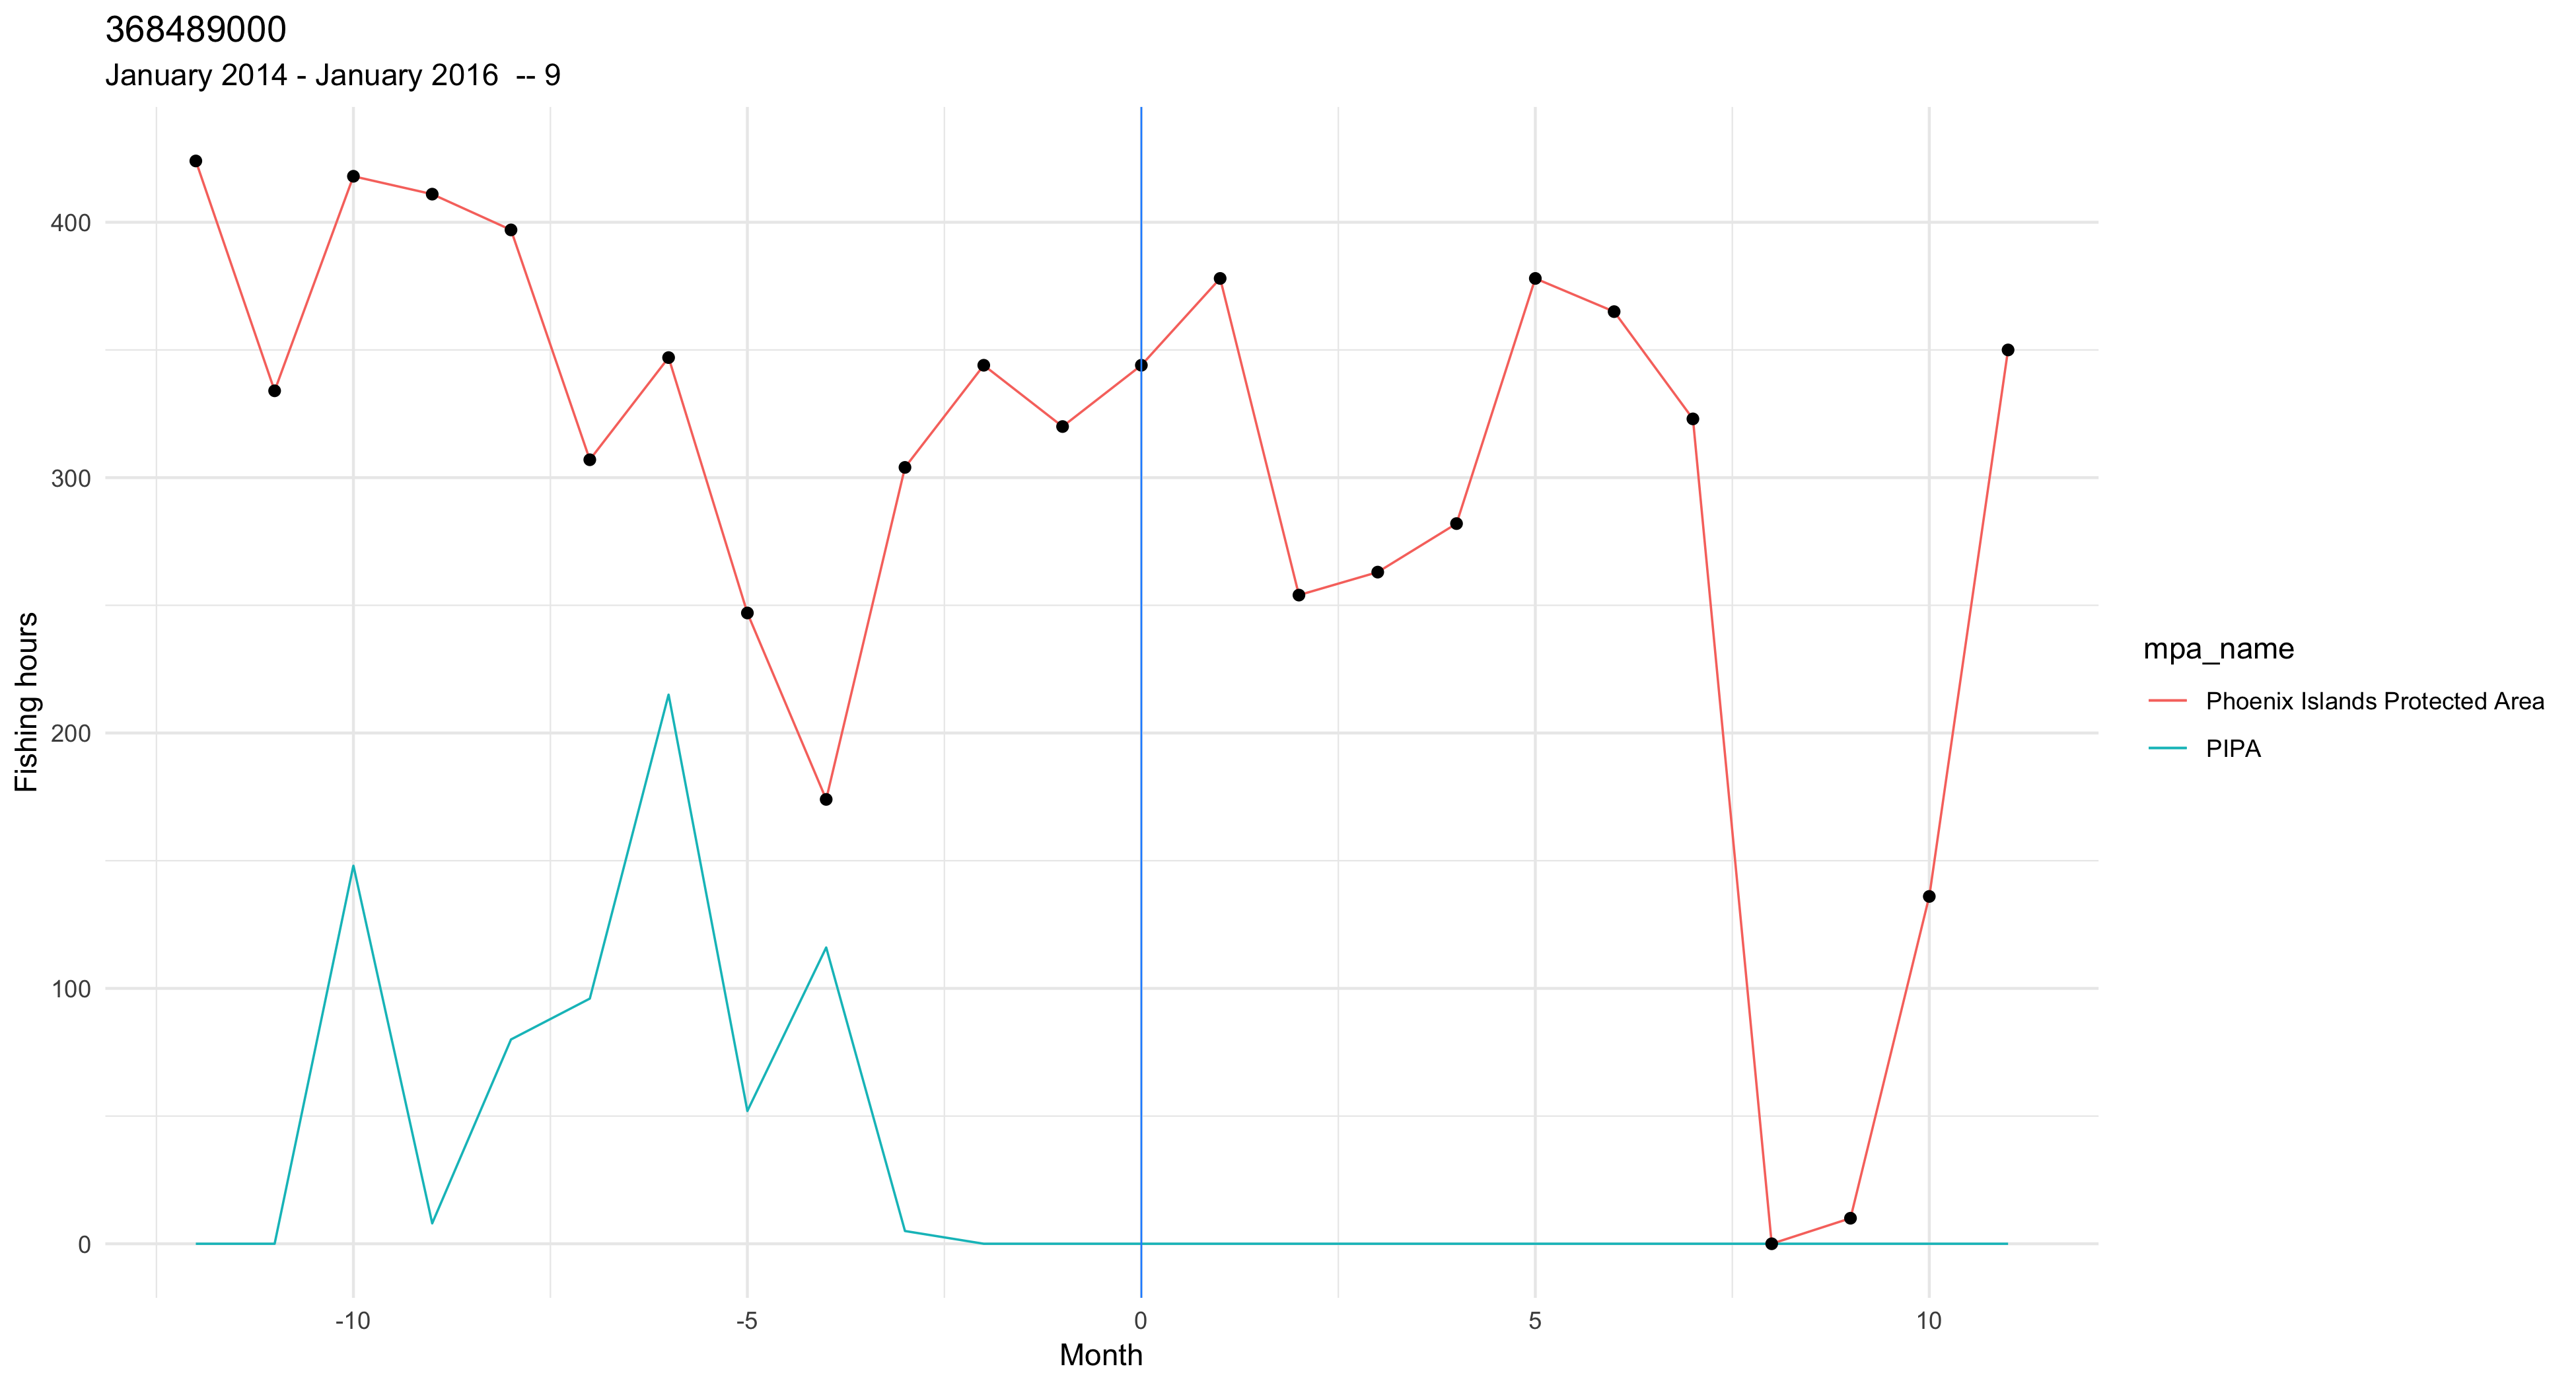 368489000
January 2014 - January 2016  -- 9
Fishing hours
400
300
200
100
0
-10
-5
0
5
10
Month
mpa_name
Phoenix Islands Protected Area
PIPA